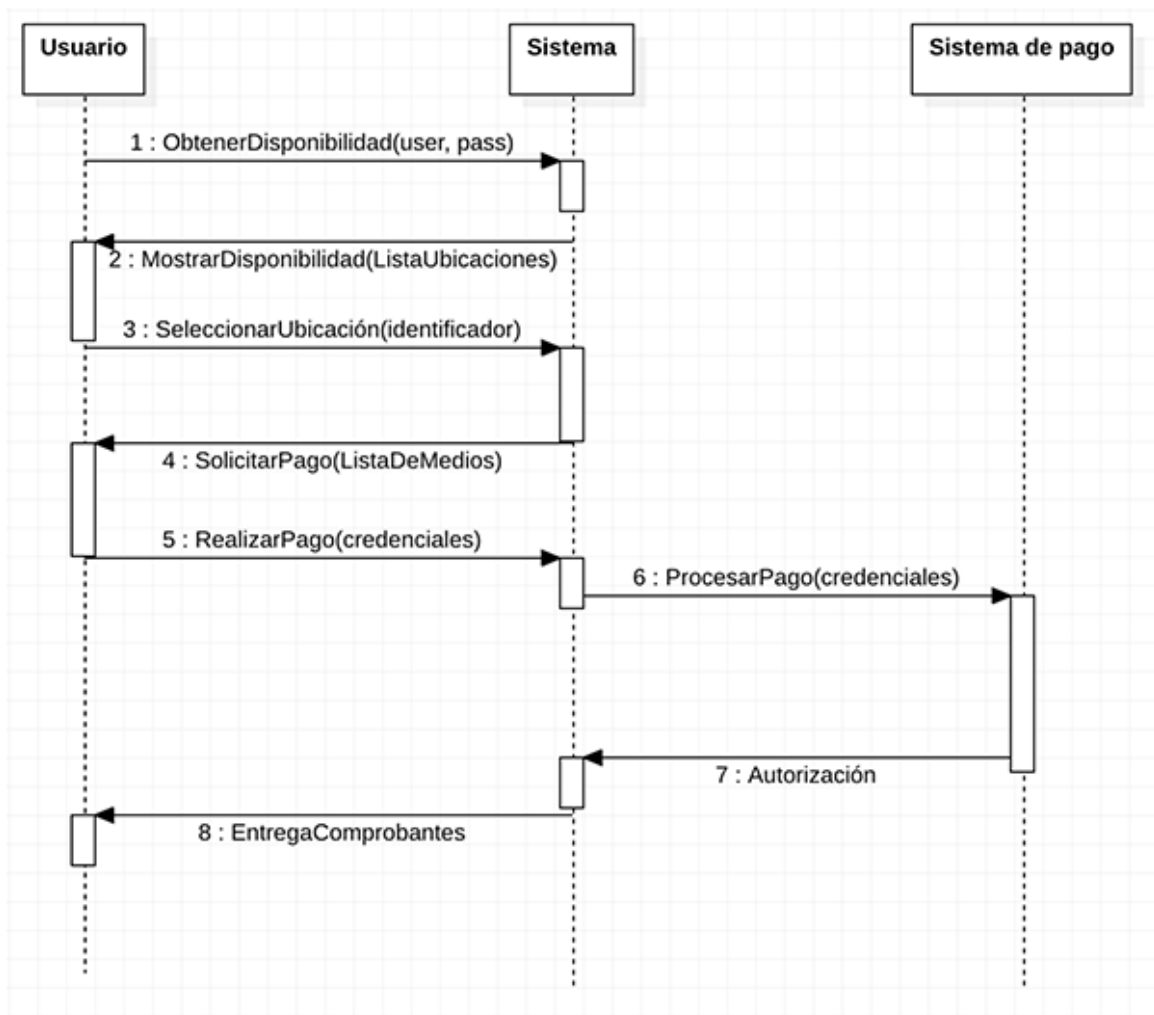 Usuario
Sistema
Sistema de pago
1 : ObtenerDisponibilidad(user, pass)
2 : MostrarDisponibilidad(ListaUbicaciones)
3 : SeleccionarUbicación(identificador)
4 : SolicitarPago(ListaDeMedios)
5 : RealizarPago(credenciales)
6 : ProcesarPago(credenciales)
7 : Autorización
8 : EntregaComprobantes